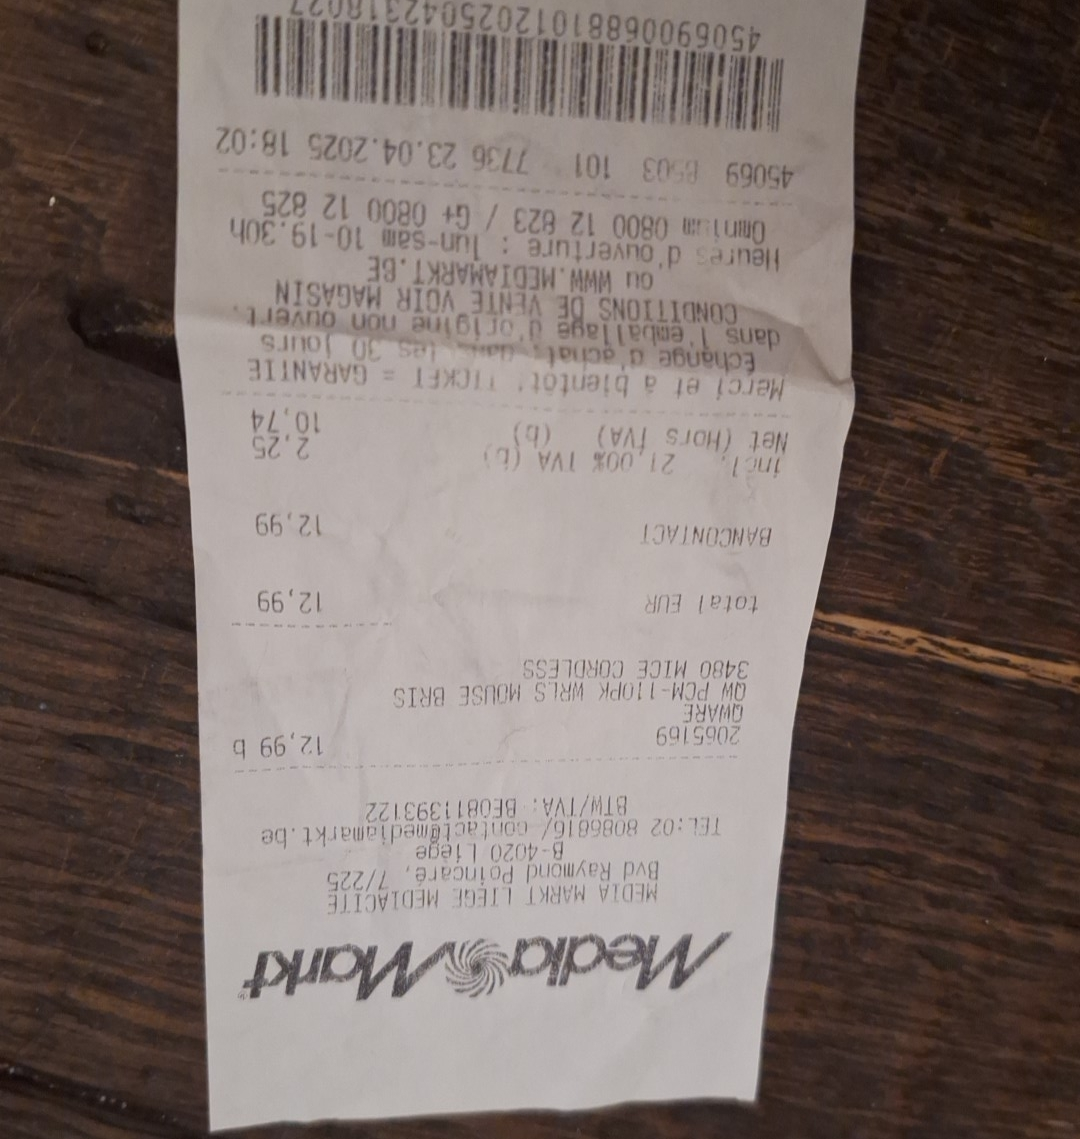 Media Markt
MEDIA MARKT LIEGE MEDIACITE
Bvd Raymond Poincaré, 7/225
B-4020 Liège
TEL:02 8086816/ contact@mediamarkt.be
BTW/TVA: BE0811393122
2065169 12,99 b
QWARE
QW PCM-110PK WRLS MOUSE BRIS
3480 MICE CORDLESS
total EUR 12,99
BANCONTACT 12,99
incl. 21,00% TVA (b) 2,25
Net (Hors TVA) (b) 10,74
Merci et à bientôt, TICKET = GARANTIE
Echange d'achat, dans les 30 jours
dans l'emballage d'origine non ouvert.
CONDITIONS DE VENTE VOIR MAGASIN
ou WWW.MEDIAMARKT.BE
Heures d'ouverture : lun-sam 10-19.30h
Omnium 0800 12 823 / G+ 0800 12 825
45069 8503 101 7736 23.04.2025 18:02